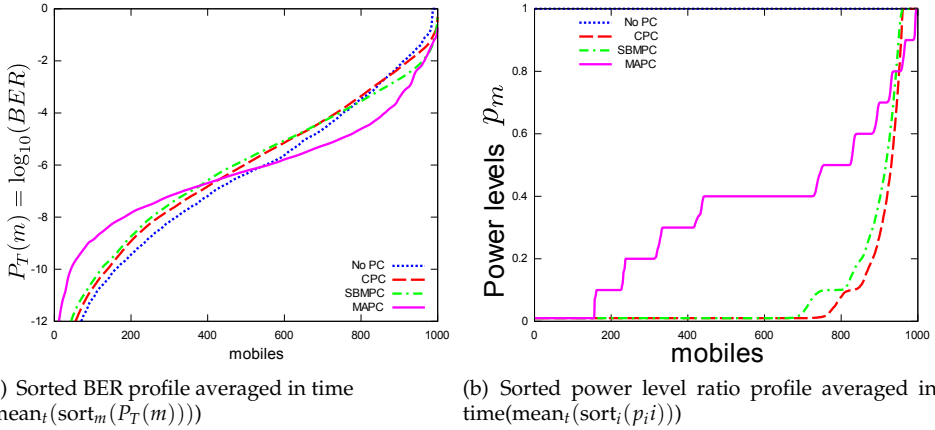 0
-2
-4
-6
-8
-10
-12
0
200
400
600
800
1000
P_T(m) = log_10(BER)
mobiles
No PC
CPC
SBMPC
MAPC
1
0.8
0.6
0.4
0.2
0
0
200
400
600
800
1000
Power levels p_m
mobiles
No PC
CPC
SBMPC
MAPC
) Sorted BER profile averaged in time
mean_t(sort_m(P_T(m))))
(b) Sorted power level ratio profile averaged in
time(mean_t(sort_i(p_i i)))